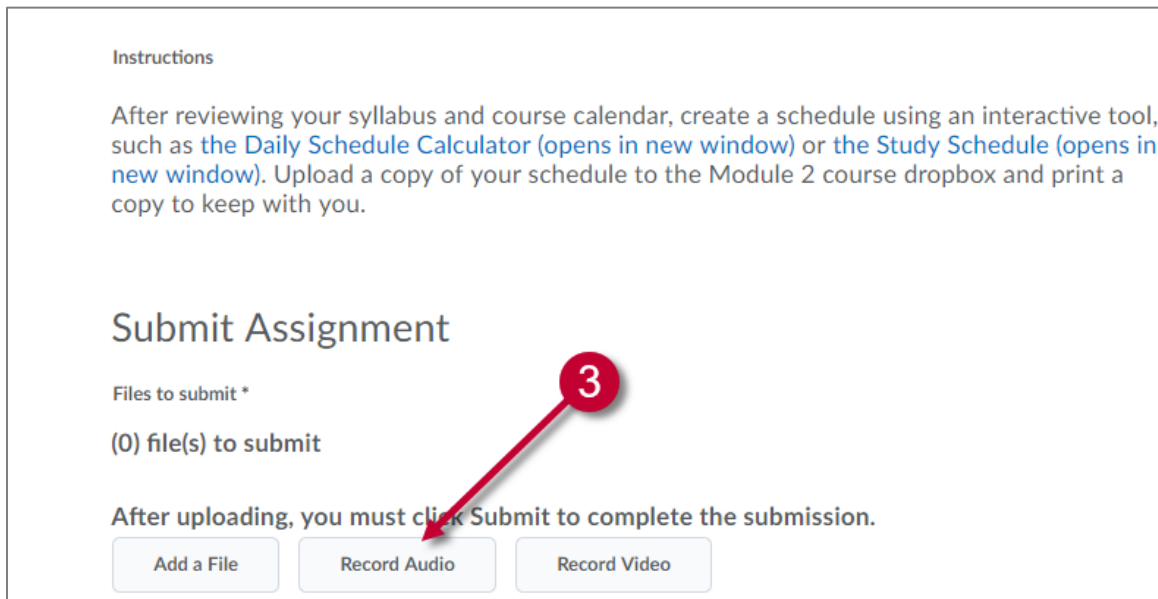 Instructions
After reviewing your syllabus and course calendar, create a schedule using an interactive tool,
such as the Daily Schedule Calculator (opens in new window) or the Study Schedule (opens in
new window). Upload a copy of your schedule to the Module 2 course dropbox and print a
copy to keep with you.
Submit Assignment
3
Files to submit *
(0) file(s) to submit
After uploading, you must click Submit to complete the submission.
Add a File Record Audio Record Video